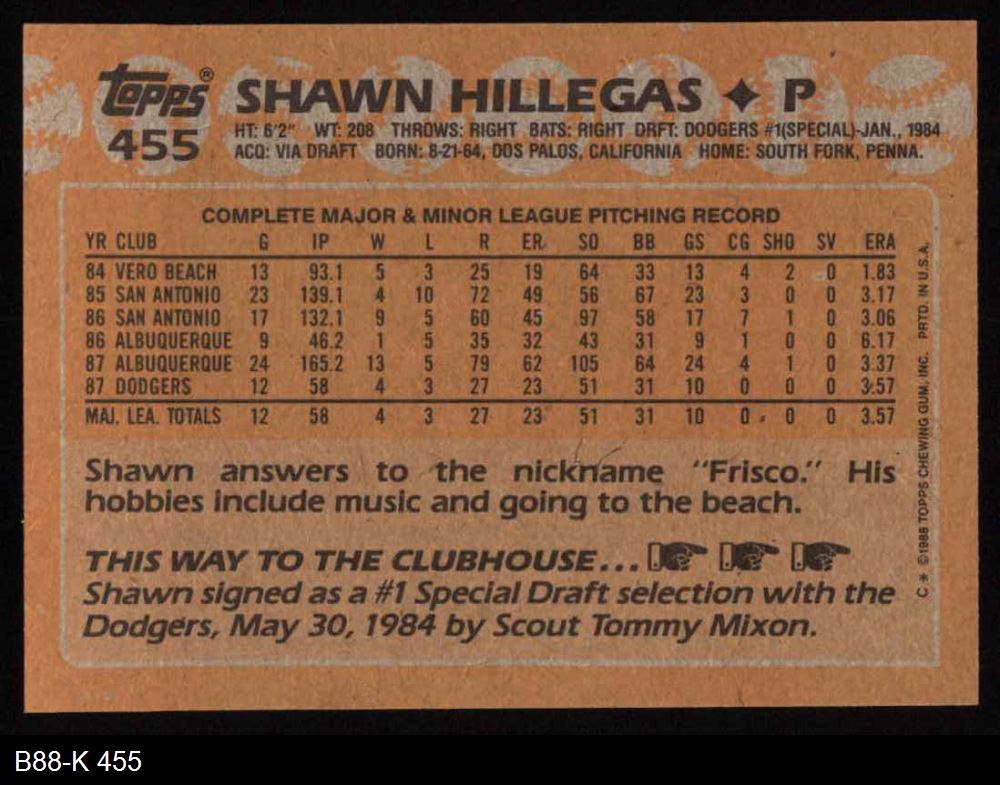 topps®
SHAWN HILLEGAS ✦ P
455
HT: 6'2" WT: 208 THROWS: RIGHT BATS: RIGHT DRFT: DODGERS #1(SPECIAL)-JAN., 1984
ACQ: VIA DRAFT BORN: 8-21-64, DOS PALOS, CALIFORNIA HOME: SOUTH FORK, PENNA.
COMPLETE MAJOR & MINOR LEAGUE PITCHING RECORD
YR CLUB G IP W L R ER SO BB GS CG SHO SV ERA
84 VERO BEACH 13 93.1 5 3 25 19 64 33 13 4 2 0 1.83
85 SAN ANTONIO 23 139.1 4 10 72 49 56 67 23 3 0 0 3.17
86 SAN ANTONIO 17 132.1 9 5 60 45 97 58 17 7 1 0 3.06
86 ALBUQUERQUE 9 46.2 1 5 35 32 43 31 9 1 0 0 6.17
87 ALBUQUERQUE 24 165.2 13 5 79 62 105 64 24 4 1 0 3.37
87 DODGERS 12 58 4 3 27 23 51 31 10 0 0 0 3.57
MAJ. LEA. TOTALS 12 58 4 3 27 23 51 31 10 0 0 0 3.57
Shawn answers to the nickname "Frisco." His
hobbies include music and going to the beach.
THIS WAY TO THE CLUBHOUSE...
Shawn signed as a #1 Special Draft selection with the
Dodgers, May 30, 1984 by Scout Tommy Mixon.
C* ©1988 TOPPS CHEWING GUM, INC. PRTD. IN U.S.A.
B88-K 455